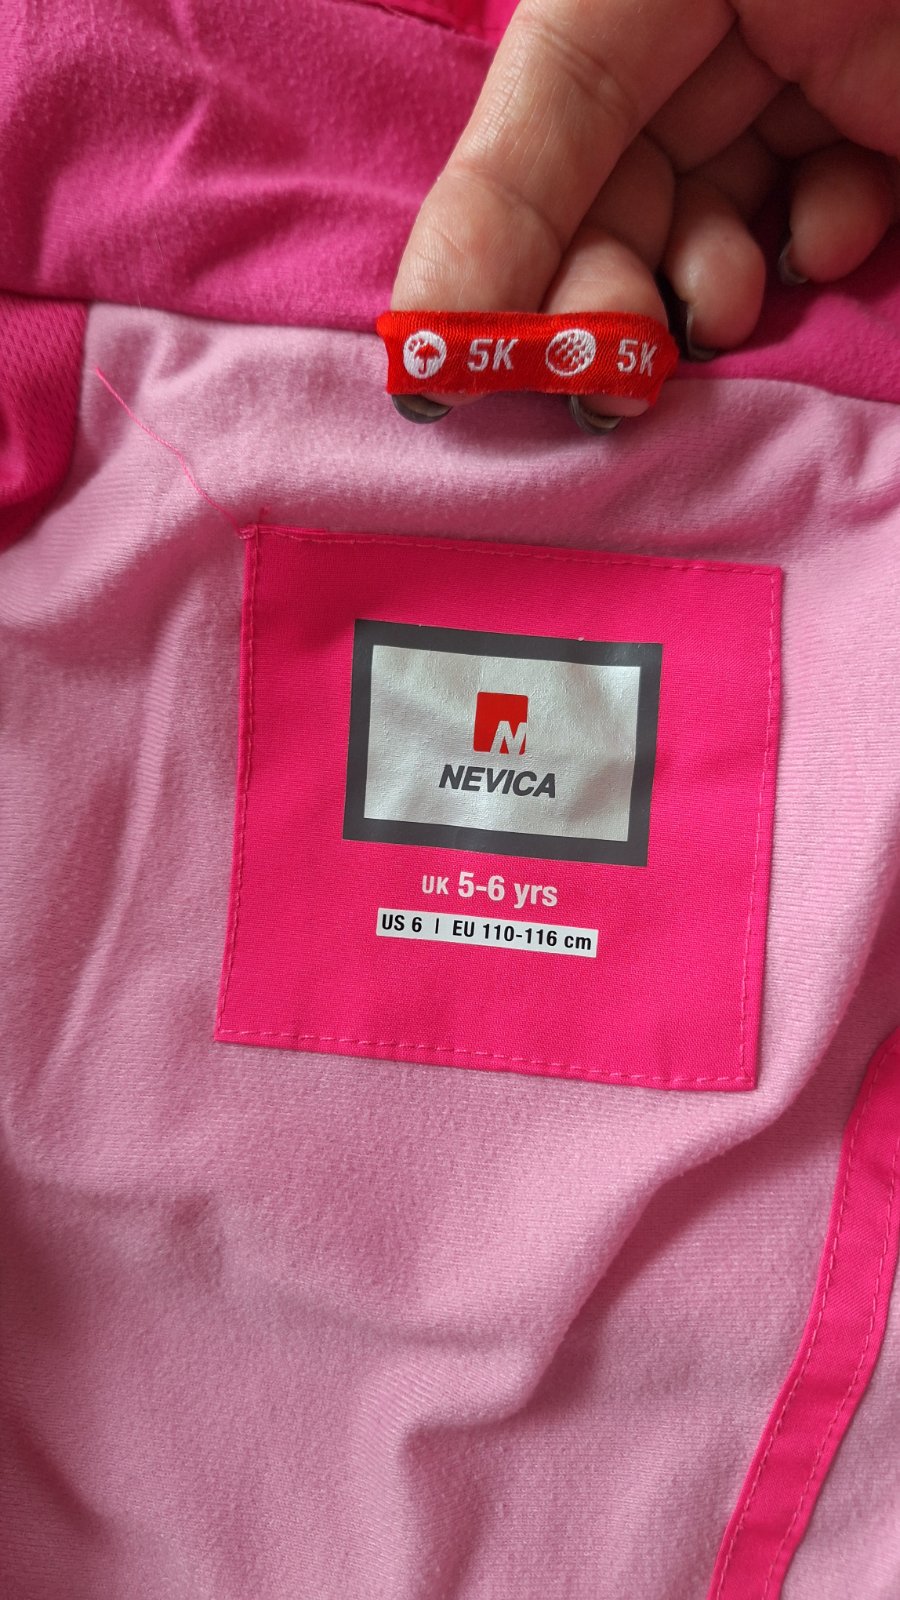 5K 5K
N
NEVICA
UK 5-6 yrs
US 6 | EU 110-116 cm